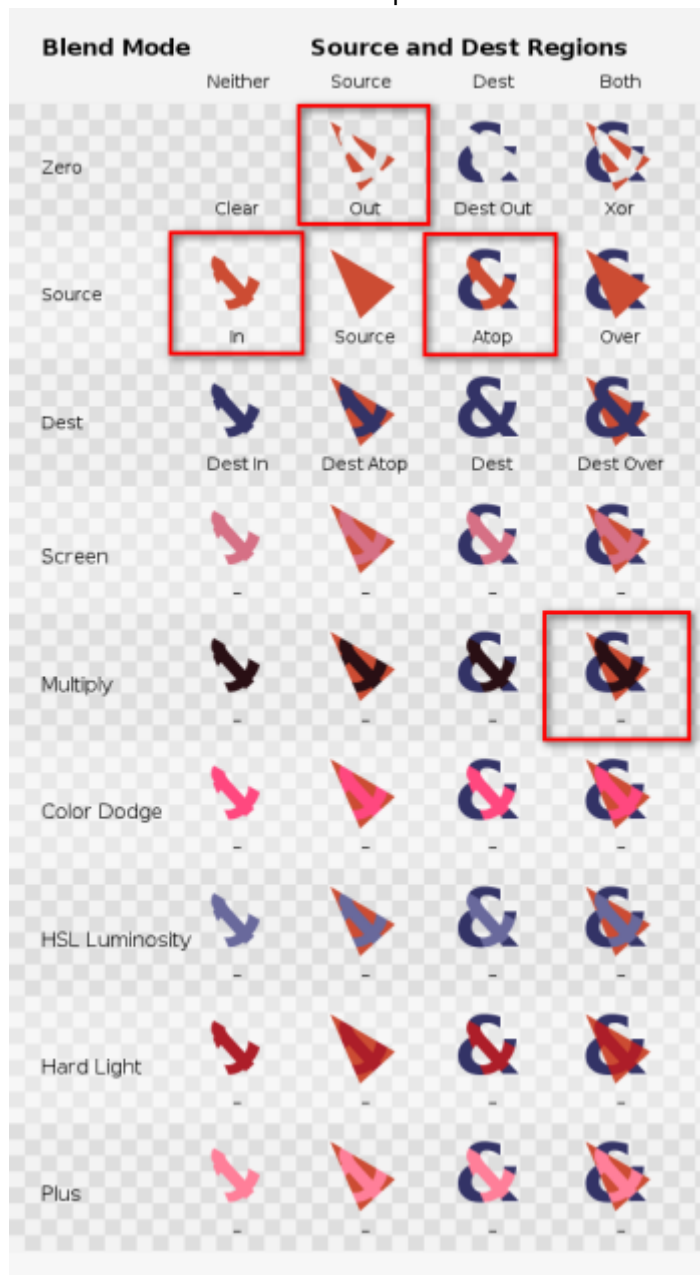 Blend Mode Source and Dest Regions
Neither Source Dest Both
Zero
Clear Out Dest Out Xor
Source
In Source Atop Over
Dest
Dest In Dest Atop Dest Dest Over
Screen
– – – –
Multiply
– – – –
Color Dodge
– – – –
HSL Luminosity
– – – –
Hard Light
– – – –
Plus
– – – –